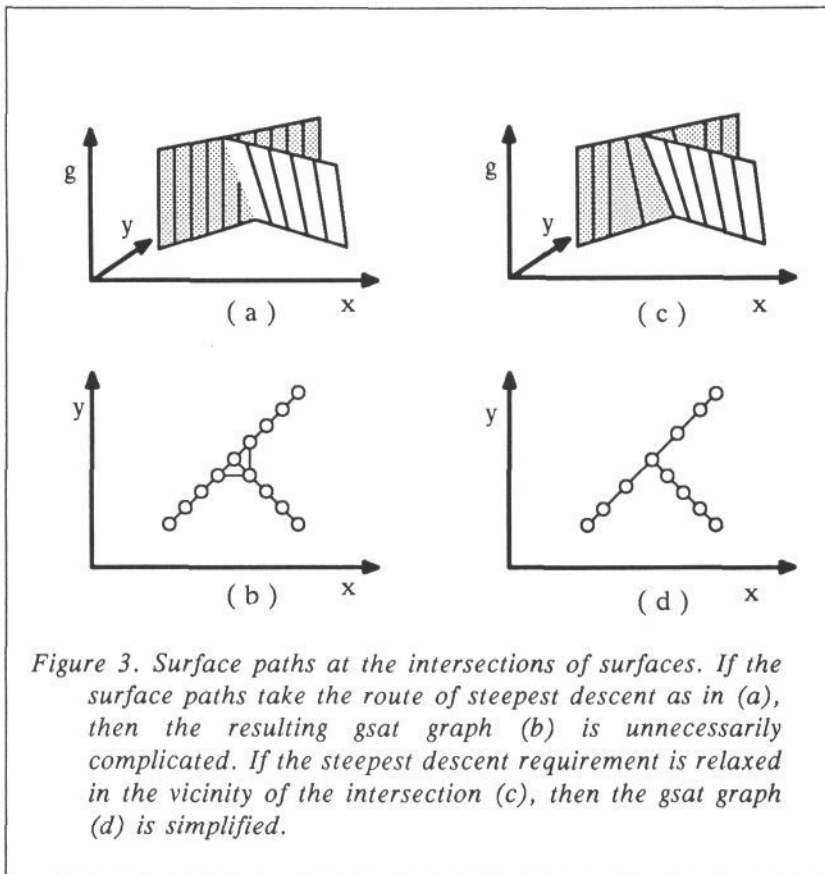 g
y
x
( a )
g
y
x
( c )
y
x
( b )
y
x
( d )
Figure 3. Surface paths at the intersections of surfaces. If the
surface paths take the route of steepest descent as in (a),
then the resulting gsat graph (b) is unnecessarily
complicated. If the steepest descent requirement is relaxed
in the vicinity of the intersection (c), then the gsat graph
(d) is simplified.